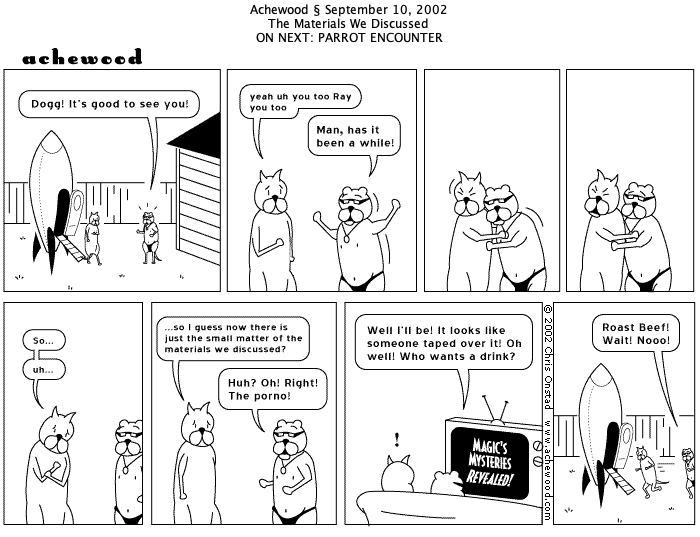 Achewood § September 10, 2002
The Materials We Discussed
ON NEXT: PARROT ENCOUNTER
achewood
Dogg! It's good to see you!
yeah uh you too Ray
you too
Man, has it
been a while!
So...
uh...
...so I guess now there is
just the small matter of the
materials we discussed?
Huh? Oh! Right!
The porno!
Well I'll be! It looks like
someone taped over it! Oh
well! Who wants a drink?
!
MAGIC'S
MYSTERIES
REVEALED!
© 2002 Chris Onstad www.achewood.com
Roast Beef!
Wait! Nooo!